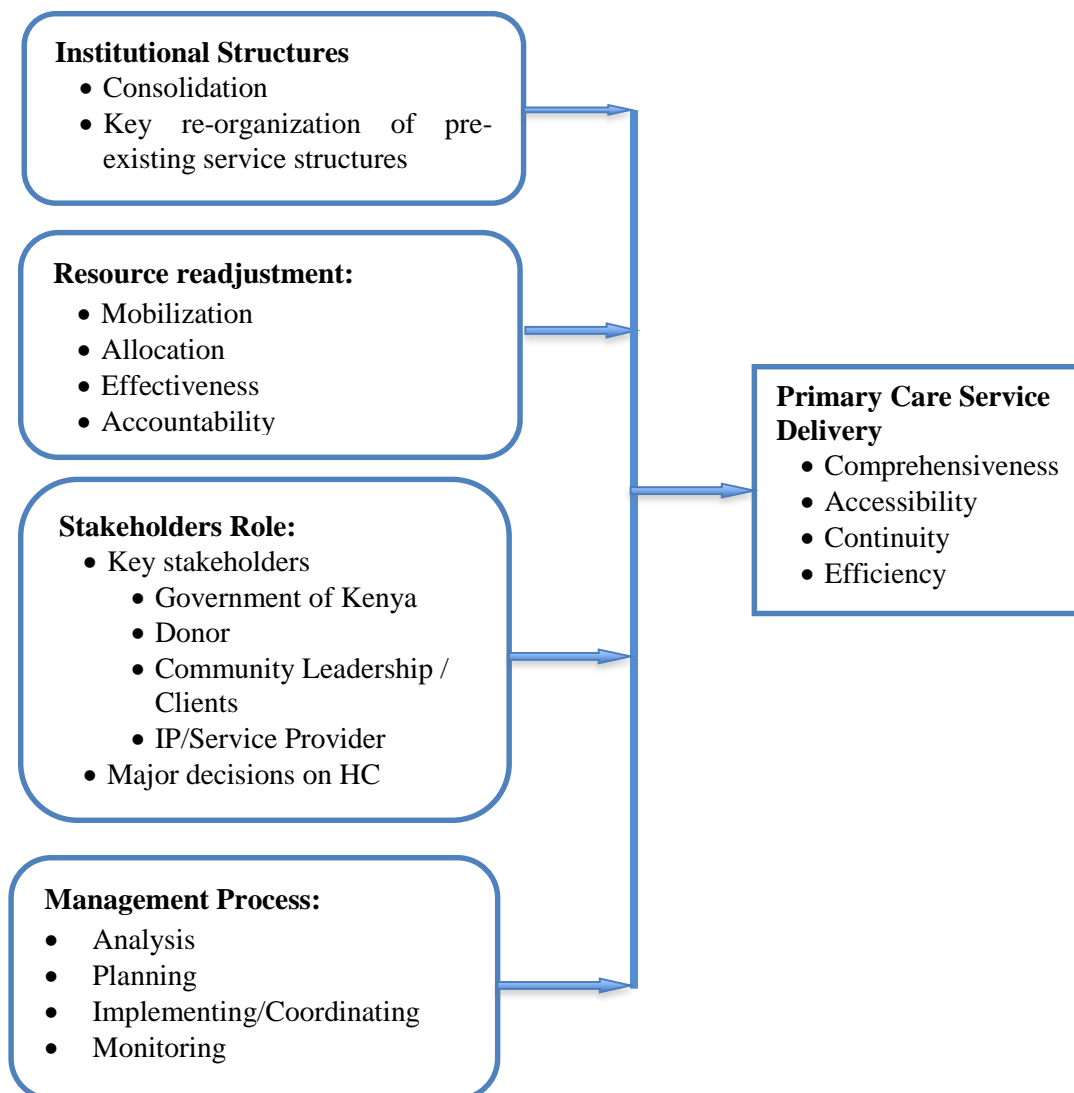 Institutional Structures
• Consolidation
• Key re-organization of pre-
existing service structures
Resource readjustment:
• Mobilization
• Allocation
• Effectiveness
• Accountability
Stakeholders Role:
• Key stakeholders
• Government of Kenya
• Donor
• Community Leadership /
Clients
• IP/Service Provider
• Major decisions on HC
Management Process:
• Analysis
• Planning
• Implementing/Coordinating
• Monitoring
Primary Care Service
Delivery
• Comprehensiveness
• Accessibility
• Continuity
• Efficiency